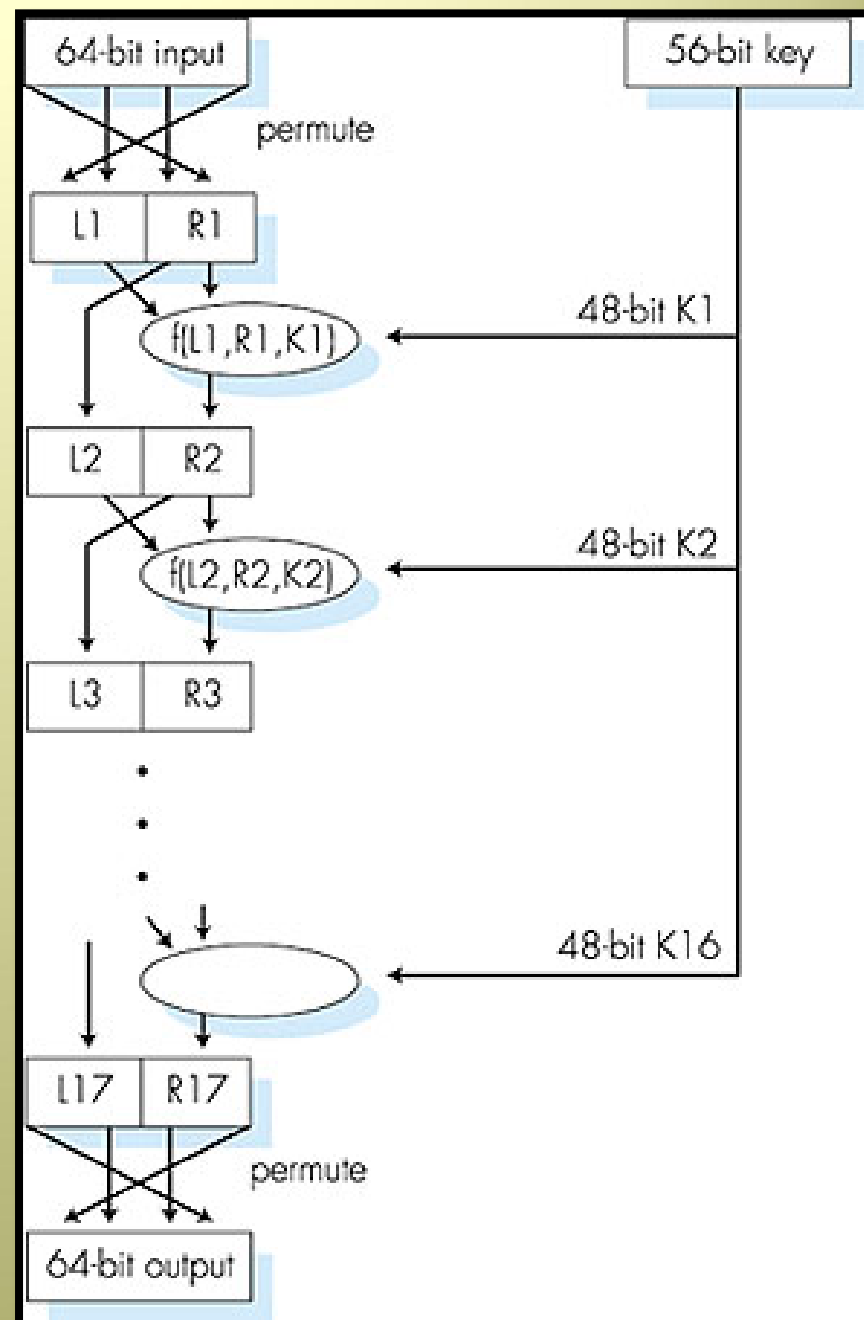 64-bit input
56-bit key
permute
L1 R1
48-bit K1
f(L1,R1,K1)
L2 R2
48-bit K2
f(L2,R2,K2)
L3 R3
48-bit K16
L17 R17
permute
64-bit output